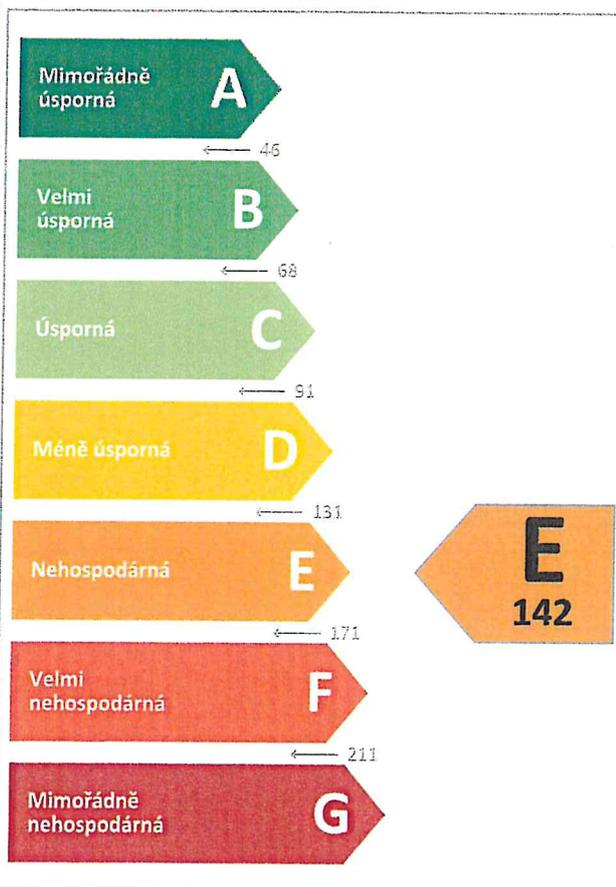 Mimořádně
úsporná
A
46
Velmi
úsporná
B
68
Úsporná
C
91
Méně úsporná
D
131
Nehospodárná
E
E
142
171
Velmi
nehospodárná
F
211
Mimořádně
nehospodárná
G